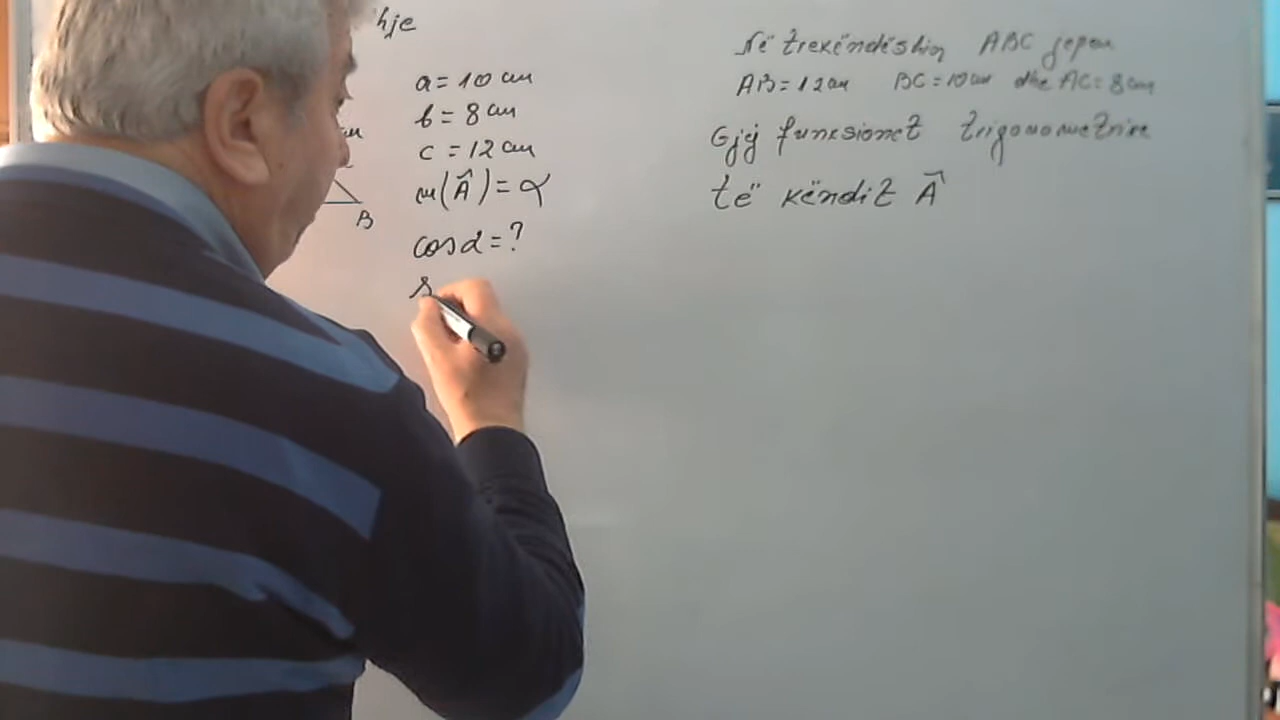 hje
a = 10 cm
b = 8 cm
c = 12 cm
m(Â) = α
cos α = ?
s
B
Në trekëndëshin ABC jepen
AB = 12 cm BC = 10 cm dhe AC = 8 cm
Gjej funksionet trigonometrike
të këndit Â